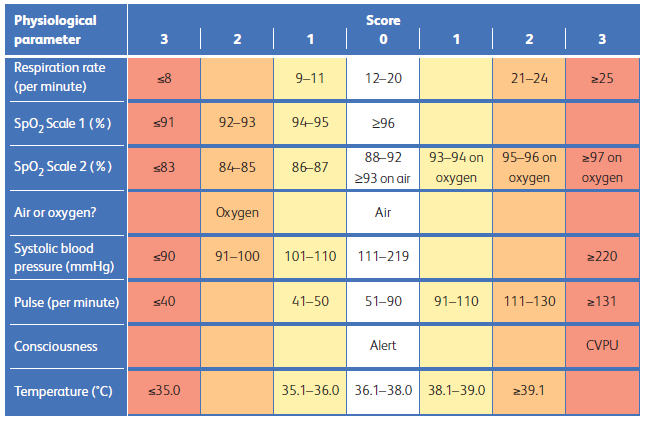 Physiological parameter Score
3 2 1 0 1 2 3
Respiration rate (per minute) ≤8 9–11 12–20 21–24 ≥25
SpO₂ Scale 1 (%) ≤91 92–93 94–95 ≥96
SpO₂ Scale 2 (%) ≤83 84–85 86–87 88–92 ≥93 on air 93–94 on oxygen 95–96 on oxygen ≥97 on oxygen
Air or oxygen? Oxygen Air
Systolic blood pressure (mmHg) ≤90 91–100 101–110 111–219 ≥220
Pulse (per minute) ≤40 41–50 51–90 91–110 111–130 ≥131
Consciousness Alert CVPU
Temperature (°C) ≤35.0 35.1–36.0 36.1–38.0 38.1–39.0 ≥39.1